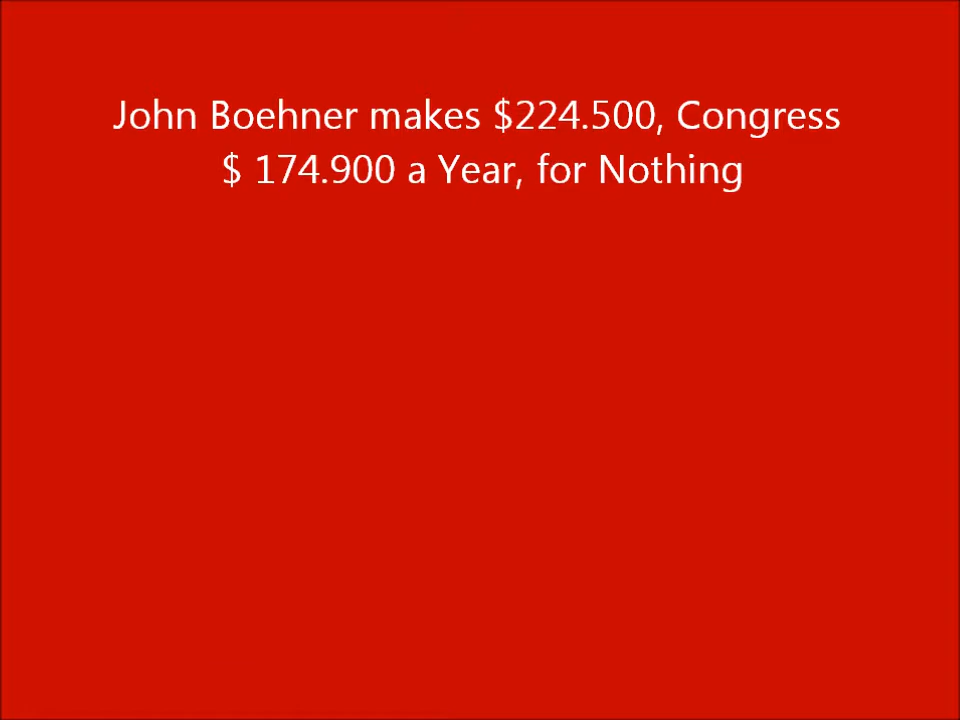 John Boehner makes $224.500, Congress
$ 174.900 a Year, for Nothing